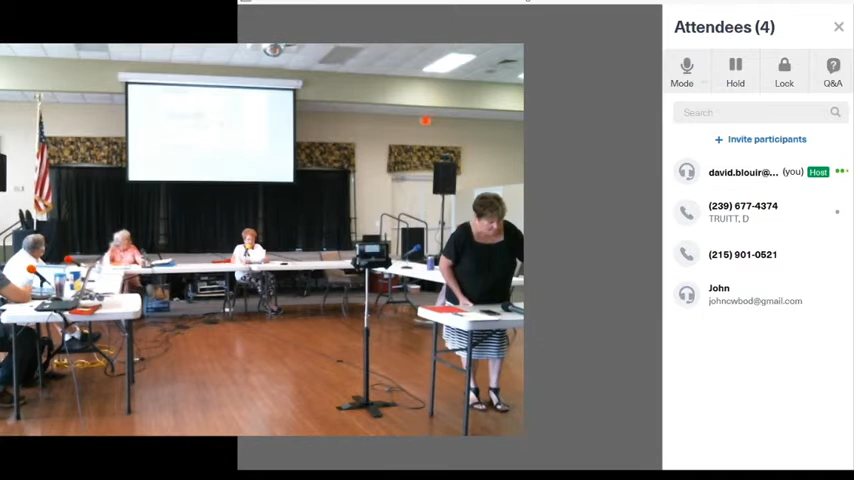 Attendees (4)
Mode
Hold
Lock
Q&A
Search
+ Invite participants
david.blouir@... (you) Host
(239) 677-4374
TRUITT, D
(215) 901-0521
John
johncwbod@gmail.com